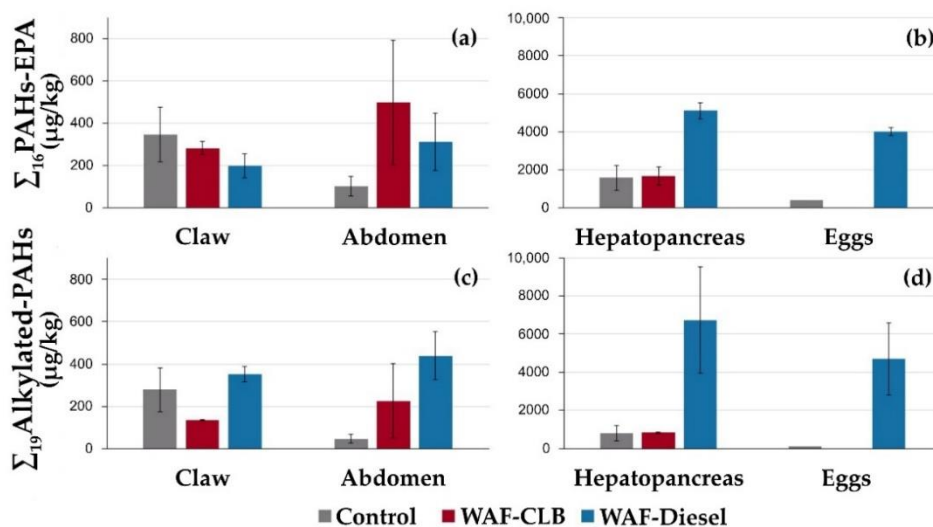 Σ16PAHs-EPA
(µg/kg)
800
600
400
200
0
(a)
Claw Abdomen
10,000
8000
6000
4000
2000
0
(b)
Hepatopancreas Eggs
Σ19Alkylated-PAHs
(µg/kg)
800
600
400
200
0
(c)
Claw Abdomen
10,000
8000
6000
4000
2000
0
(d)
Hepatopancreas Eggs
Control WAF-CLB WAF-Diesel